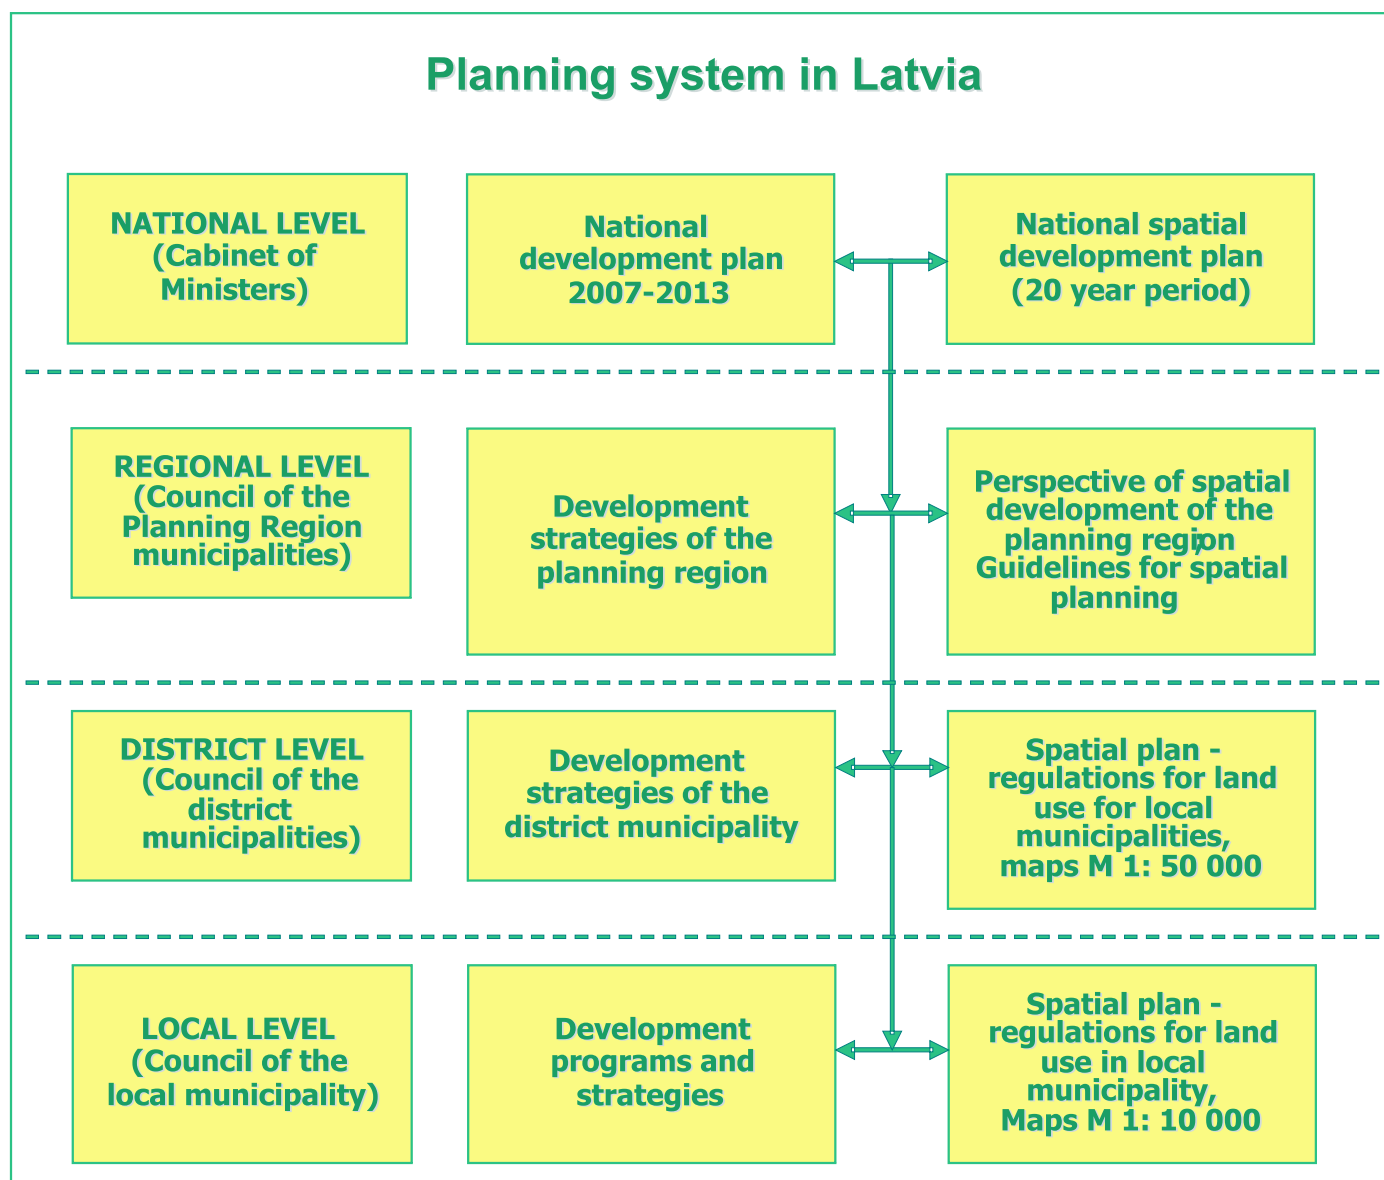 Planning system in Latvia
NATIONAL LEVEL
(Cabinet of
Ministers)
National
development plan
2007-2013
National spatial
development plan
(20 year period)
REGIONAL LEVEL
(Council of the
Planning Region
municipalities)
Development
strategies of the
planning region
Perspective of spatial
development of the
planning region,
Guidelines for spatial
planning
DISTRICT LEVEL
(Council of the
district
municipalities)
Development
strategies of the
district municipality
Spatial plan -
regulations for land
use for local
municipalities,
maps M 1: 50 000
LOCAL LEVEL
(Council of the
local municipality)
Development
programs and
strategies
Spatial plan -
regulations for land
use in local
municipality,
Maps M 1: 10 000